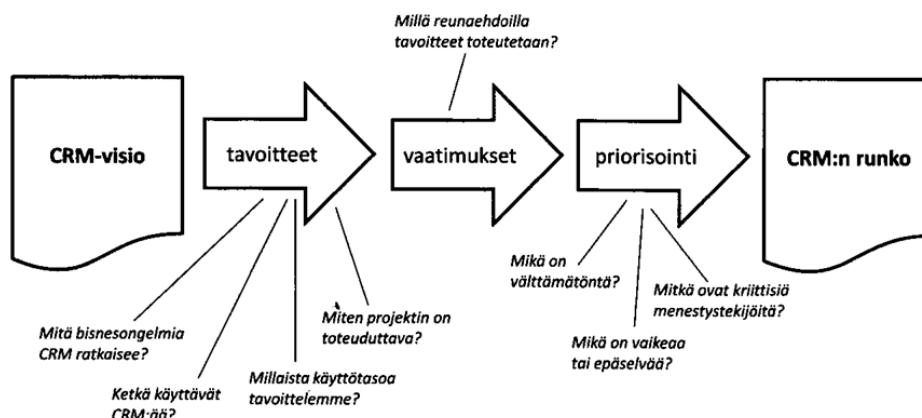 Millä reunaehdoilla
tavoitteet toteutetaan?
CRM-visio
tavoitteet
vaatimukset
priorisointi
CRM:n runko
Mitä bisnesongelmia
CRM ratkaisee?
Ketkä käyttävät
CRM:ää?
Millaista käyttötasoa
tavoittelemme?
Miten projektin on
toteuduttava?
Mikä on
välttämätöntä?
Mikä on vaikeaa
tai epäselvää?
Mitkä ovat kriittisiä
menestystekijöitä?